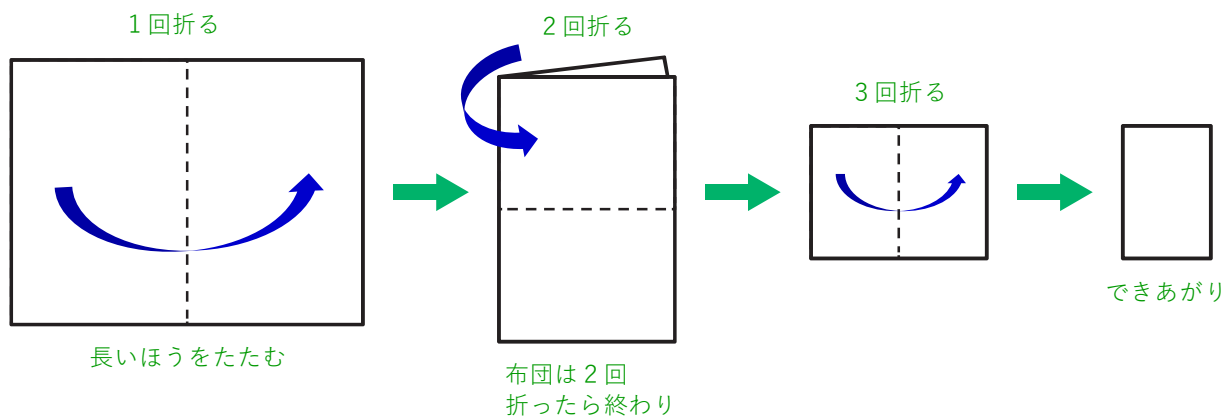 1回折る
長いほうをたたむ
2回折る
布団は2回
折ったら終わり
3回折る
できあがり